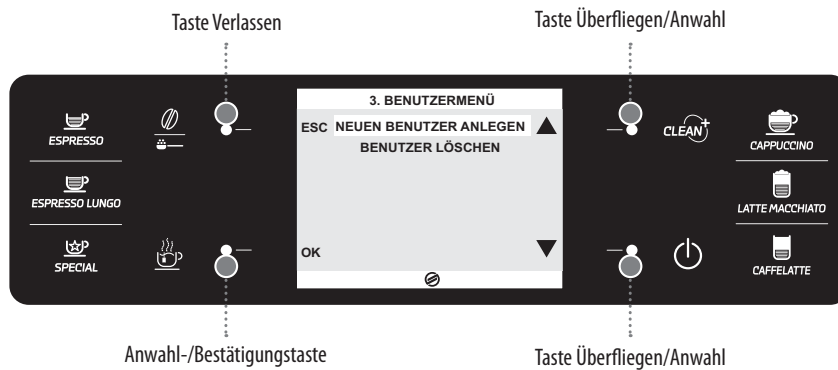 Taste Verlassen
Taste Überfliegen/Anwahl
3. BENUTZERMENÜ
ESC NEUEN BENUTZER ANLEGEN
BENUTZER LÖSCHEN
OK
ESPRESSO
ESPRESSO LUNGO
SPECIAL
CLEAN+
CAPPUCCINO
LATTE MACCHIATO
CAFFELATTE
Anwahl-/Bestätigungstaste
Taste Überfliegen/Anwahl